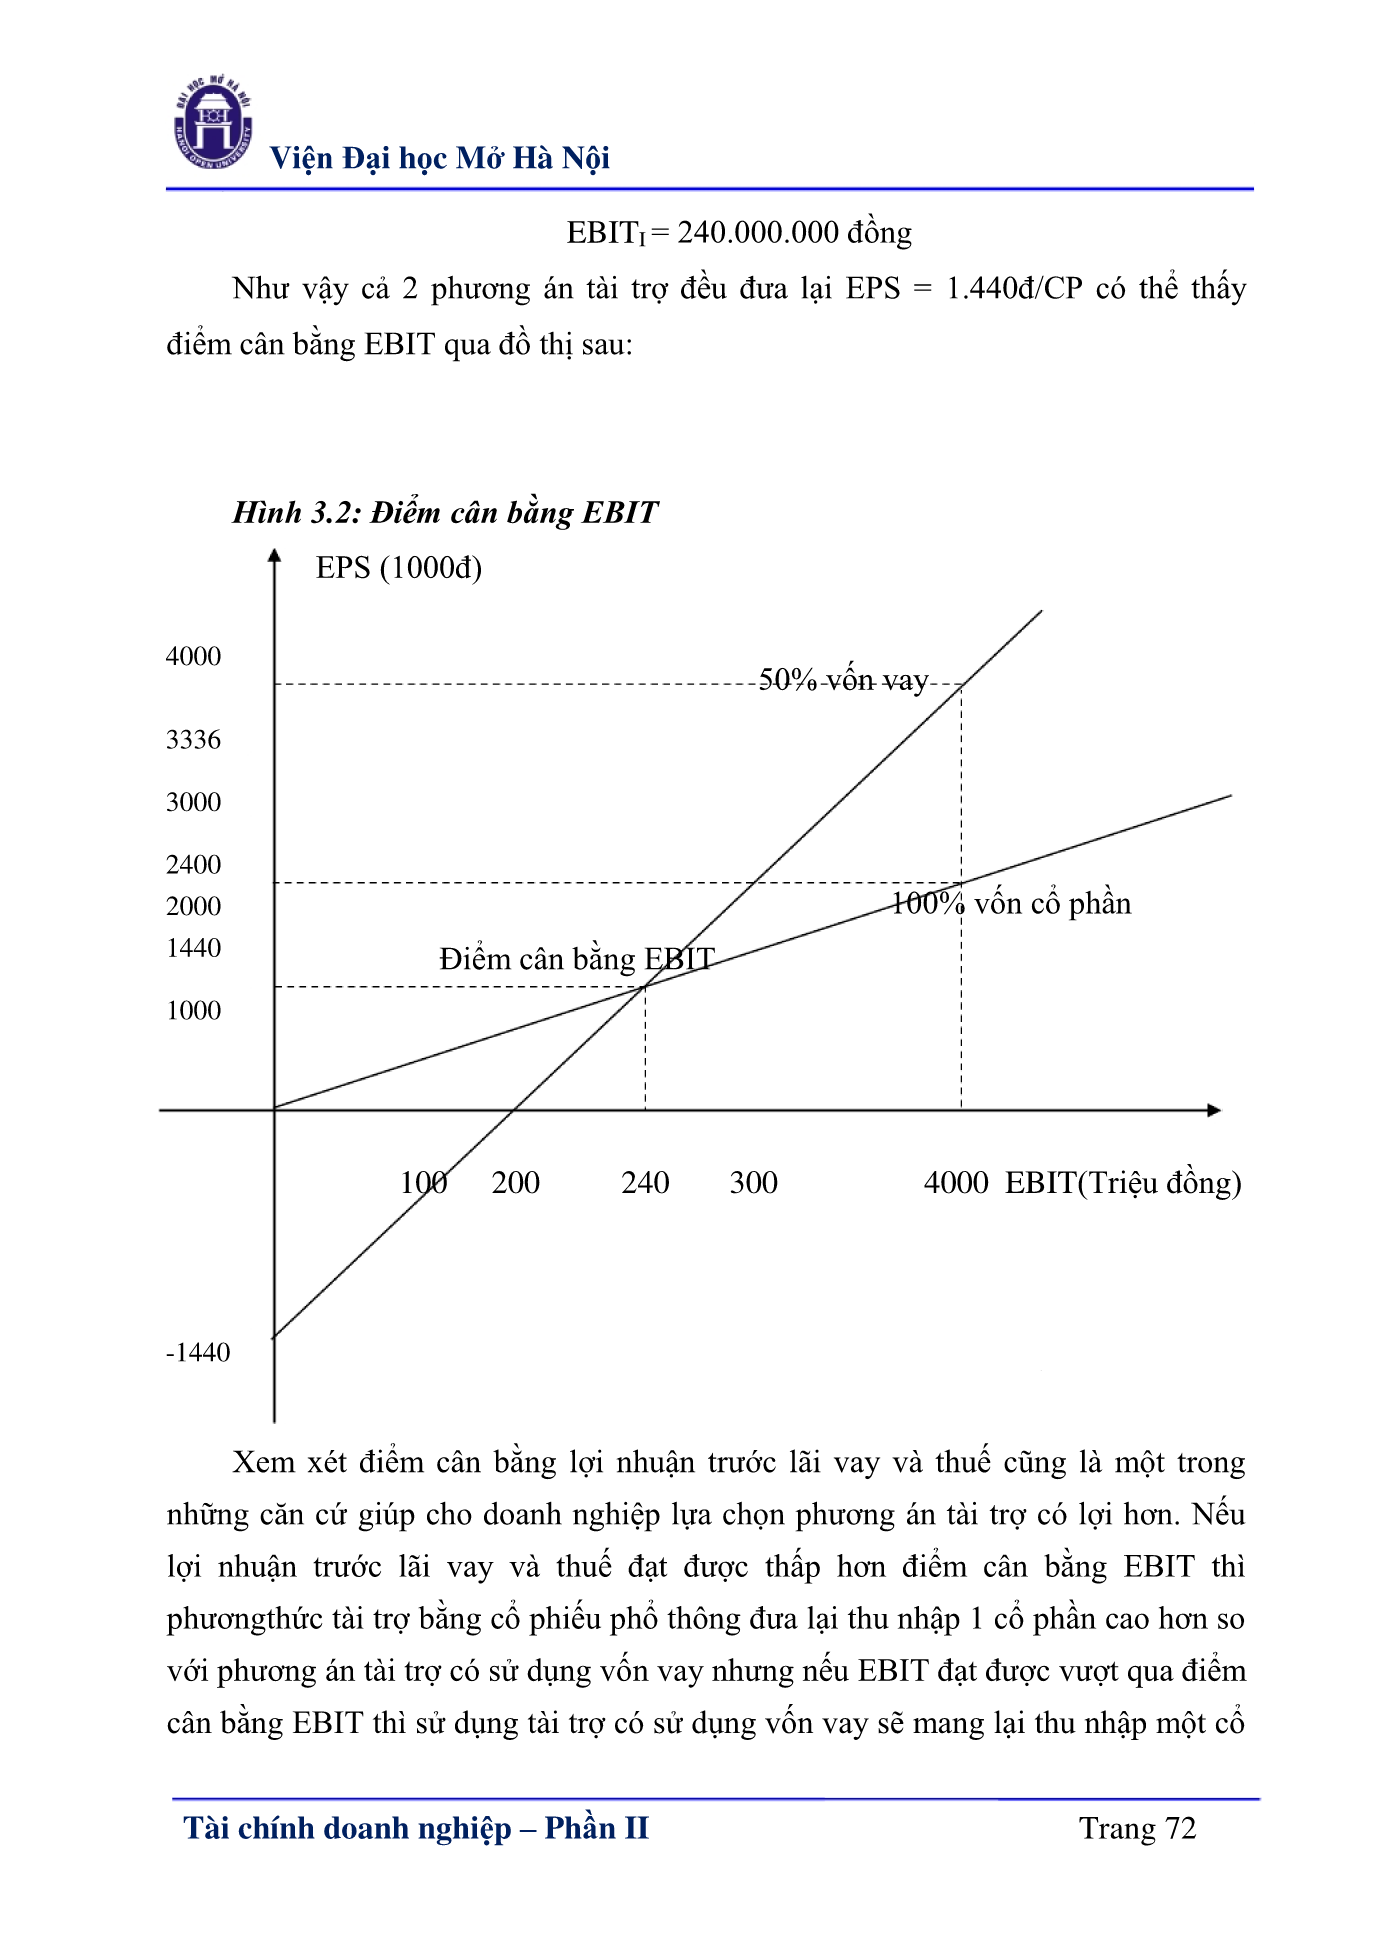 ĐẠI HỌC MỞ HÀ NỘI
HANOI OPEN UNIVERSITY
Viện Đại học Mở Hà Nội
EBITI = 240.000.000 đồng
Như vậy cả 2 phương án tài trợ đều đưa lại EPS = 1.440đ/CP có thể thấy
điểm cân bằng EBIT qua đồ thị sau:
Hình 3.2: Điểm cân bằng EBIT
EPS (1000đ)
4000
50% vốn vay
3336
3000
2400
2000
100% vốn cổ phần
1440
Điểm cân bằng EBIT
1000
100 200 240 300 4000 EBIT(Triệu đồng)
-1440
Xem xét điểm cân bằng lợi nhuận trước lãi vay và thuế cũng là một trong
những căn cứ giúp cho doanh nghiệp lựa chọn phương án tài trợ có lợi hơn. Nếu
lợi nhuận trước lãi vay và thuế đạt được thấp hơn điểm cân bằng EBIT thì
phươngthức tài trợ bằng cổ phiếu phổ thông đưa lại thu nhập 1 cổ phần cao hơn so
với phương án tài trợ có sử dụng vốn vay nhưng nếu EBIT đạt được vượt qua điểm
cân bằng EBIT thì sử dụng tài trợ có sử dụng vốn vay sẽ mang lại thu nhập một cổ
Tài chính doanh nghiệp – Phần II Trang 72